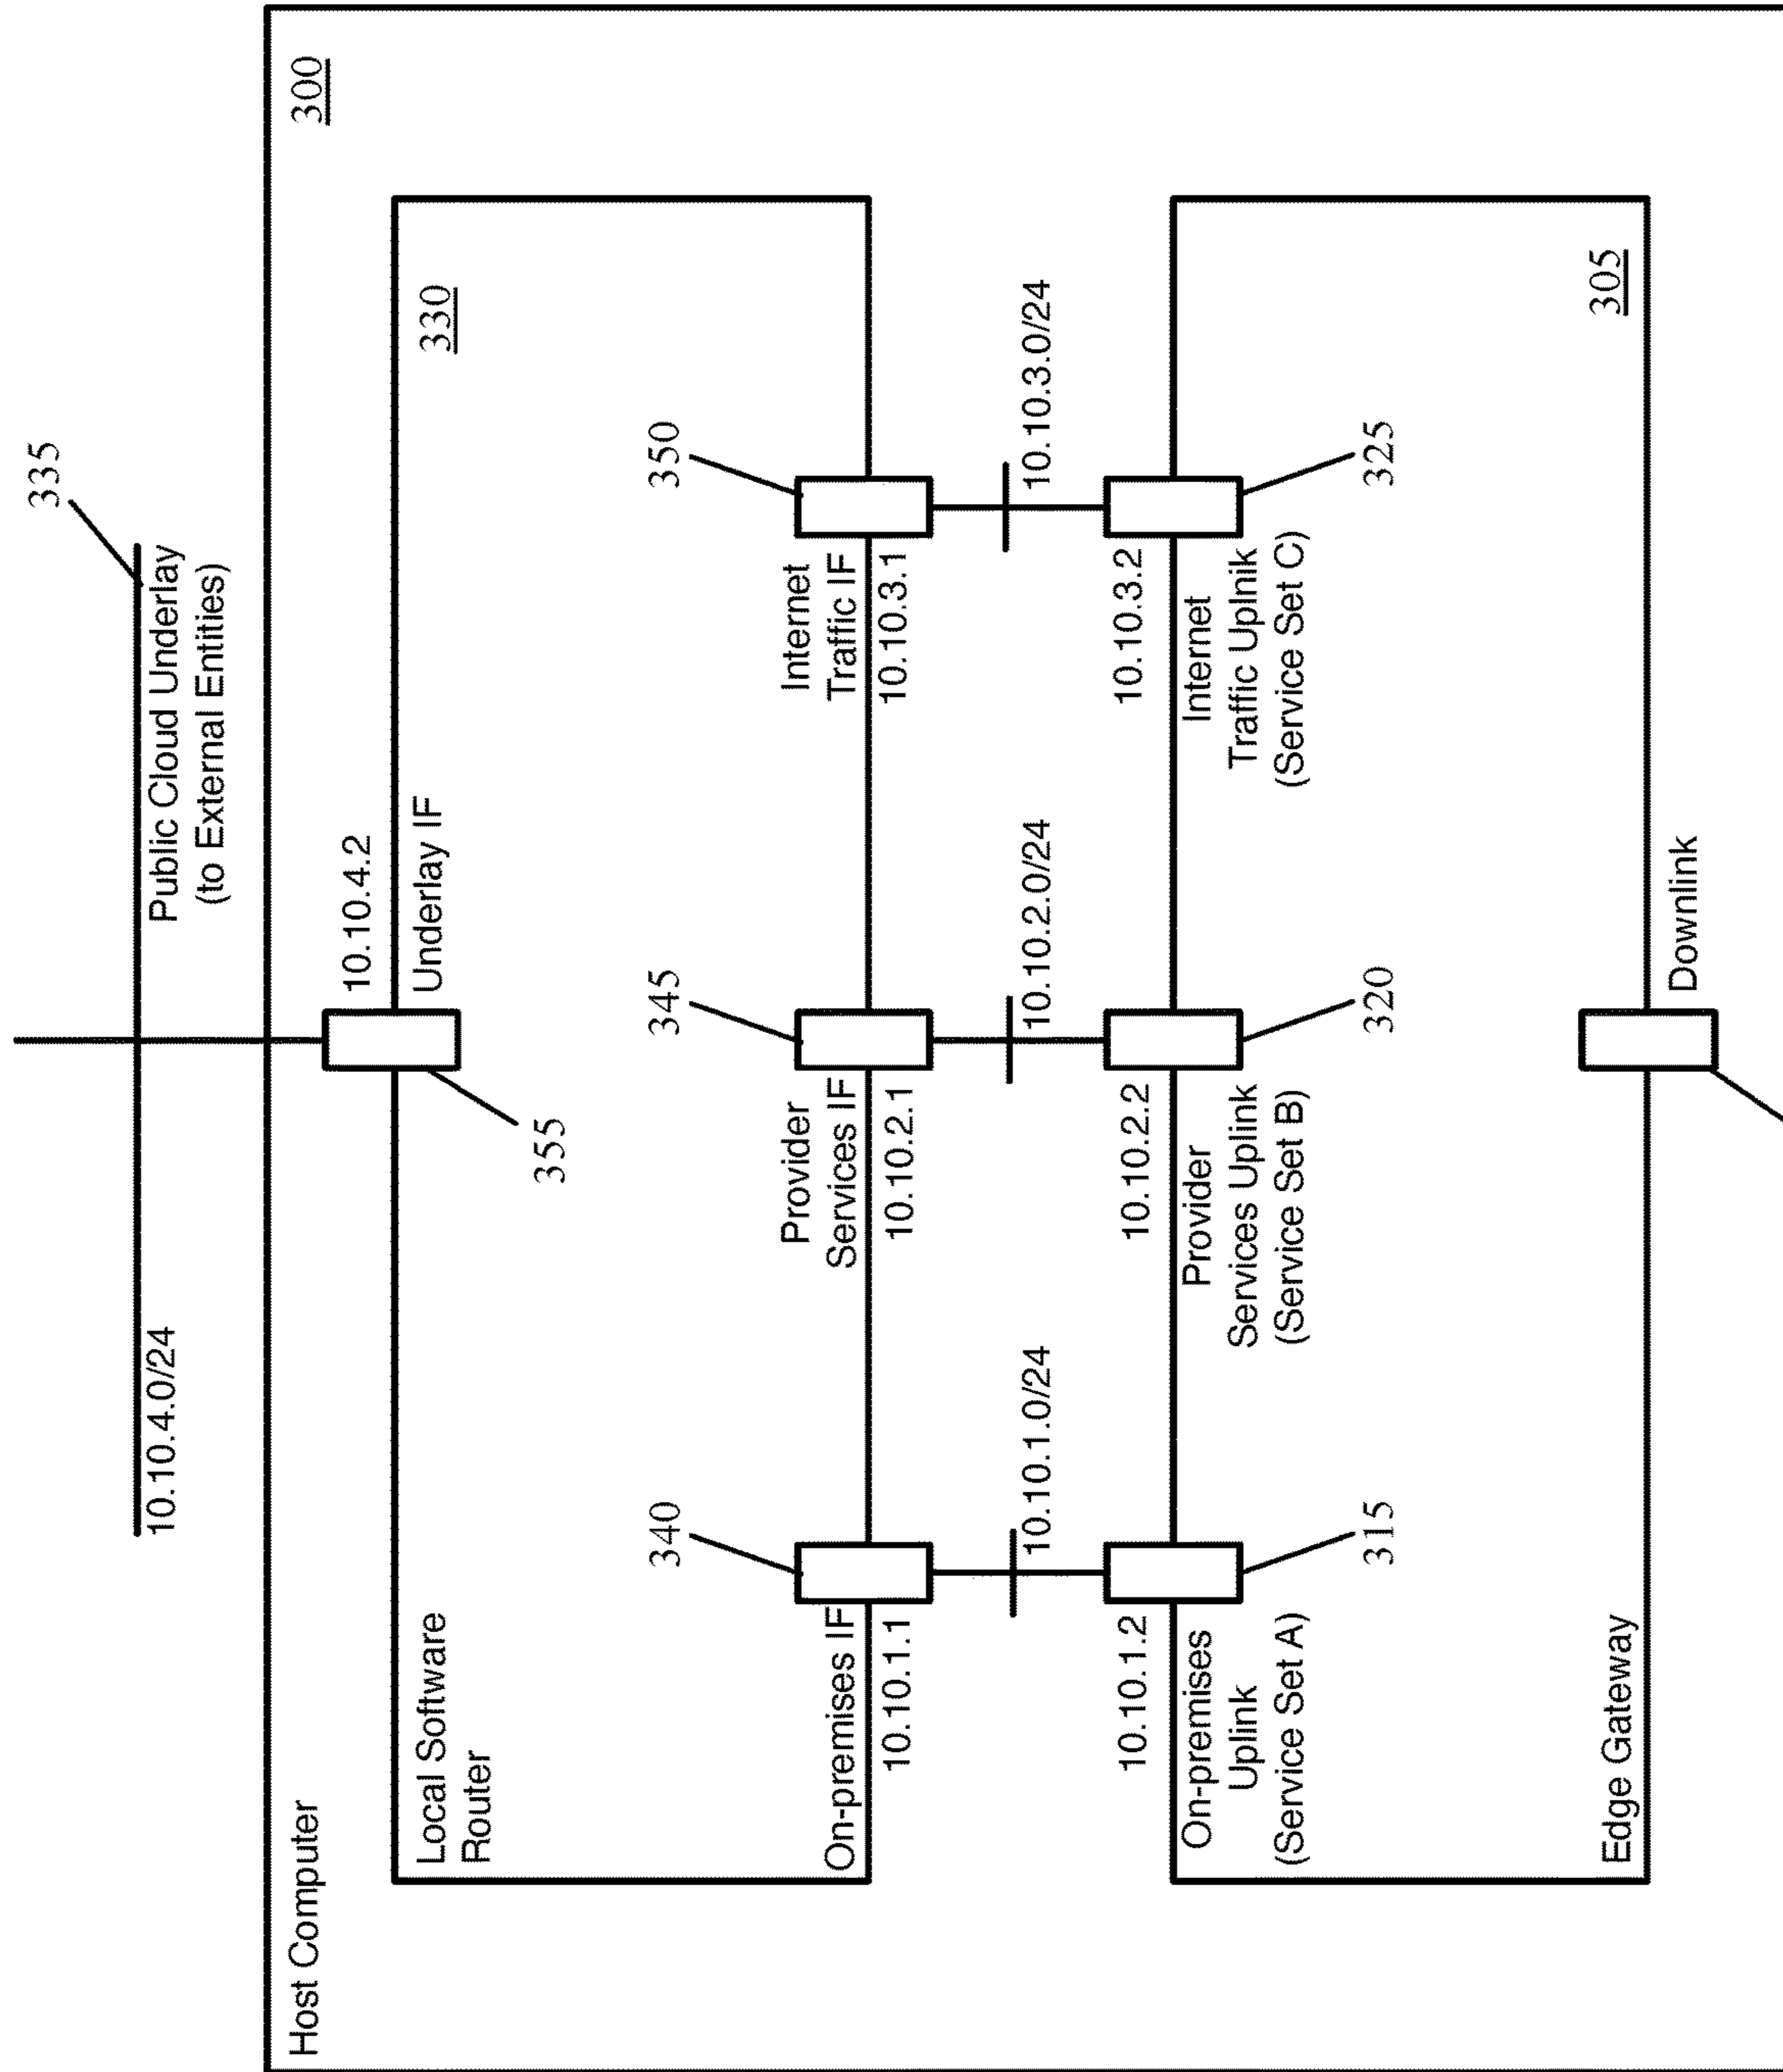 335
10.10.4.0/24
Public Cloud Underlay
(to External Entities)
Host Computer
300
10.10.4.2
Underlay IF
355
Local Software
Router
330
340
345
350
On-premises IF
10.10.1.1
Provider
Services IF
10.10.2.1
Internet
Traffic IF
10.10.3.1
10.10.1.0/24
10.10.2.0/24
10.10.3.0/24
10.10.1.2
On-premises
Uplink
(Service Set A)
10.10.2.2
Provider
Services Uplink
(Service Set B)
10.10.3.2
Internet
Traffic Uplnik
(Service Set C)
315
320
325
Edge Gateway
305
Downlink